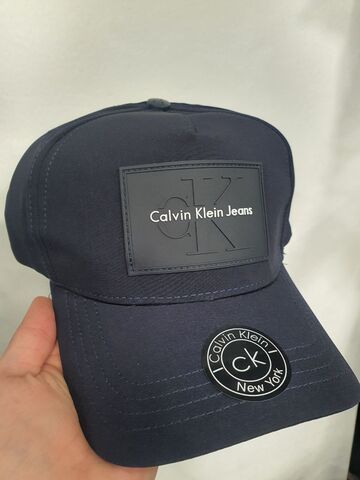 CK
Calvin Klein Jeans
Calvin Klein
ck
New York